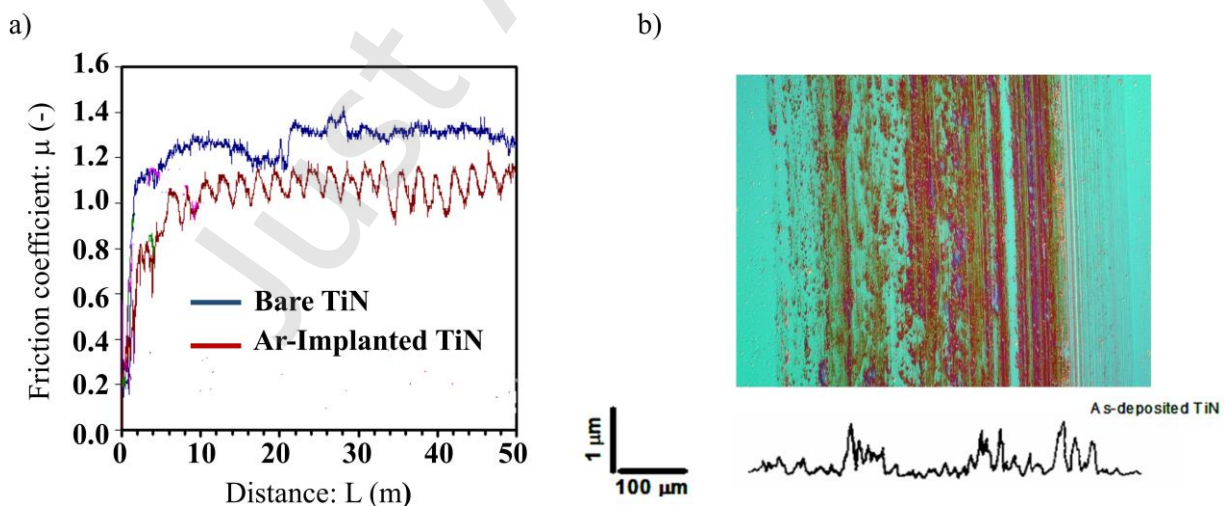 a)
b)
1.6
1.4
1.2
1.0
0.8
0.6
0.4
0.2
0.0
Friction coefficient: μ (-)
Bare TiN
Ar-Implanted TiN
0 10 20 30 40 50
Distance: L (m)
Just
As-deposited TiN
1 μm
100 μm